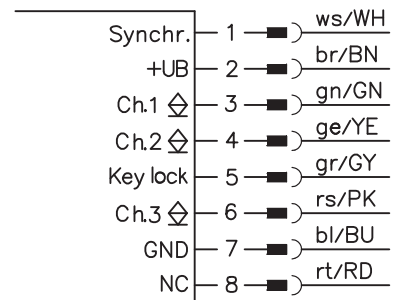 Synchr. 1 ws/WH
+UB 2 br/BN
Ch.1 3 gn/GN
Ch.2 4 ge/YE
Key lock 5 gr/GY
Ch.3 6 rs/PK
GND 7 bl/BU
NC 8 rt/RD